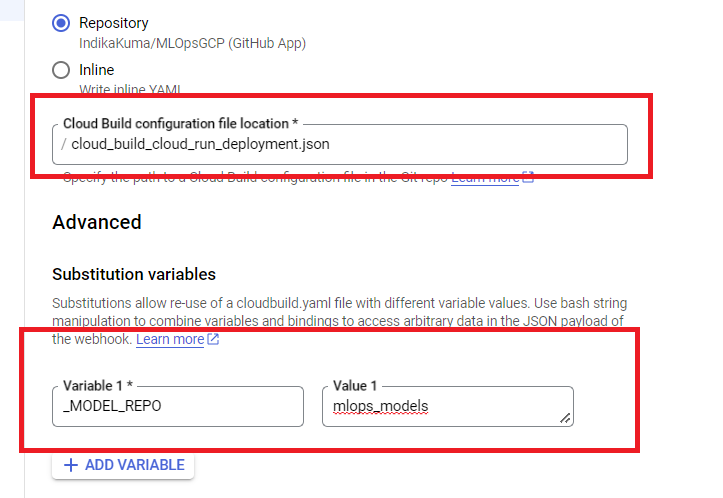 Repository
IndikaKuma/MLOpsGCP (GitHub App)
Inline
Write inline YAML
Cloud Build configuration file location *
/ cloud_build_cloud_run_deployment.json
Specify the path to a Cloud Build configuration file in the Git repo Learn more
Advanced
Substitution variables
Substitutions allow re-use of a cloudbuild.yaml file with different variable values. Use bash string
manipulation to combine variables and bindings to access arbitrary data in the JSON payload of
the webhook. Learn more
Variable 1 *
_MODEL_REPO
Value 1
mlops_models
+ ADD VARIABLE